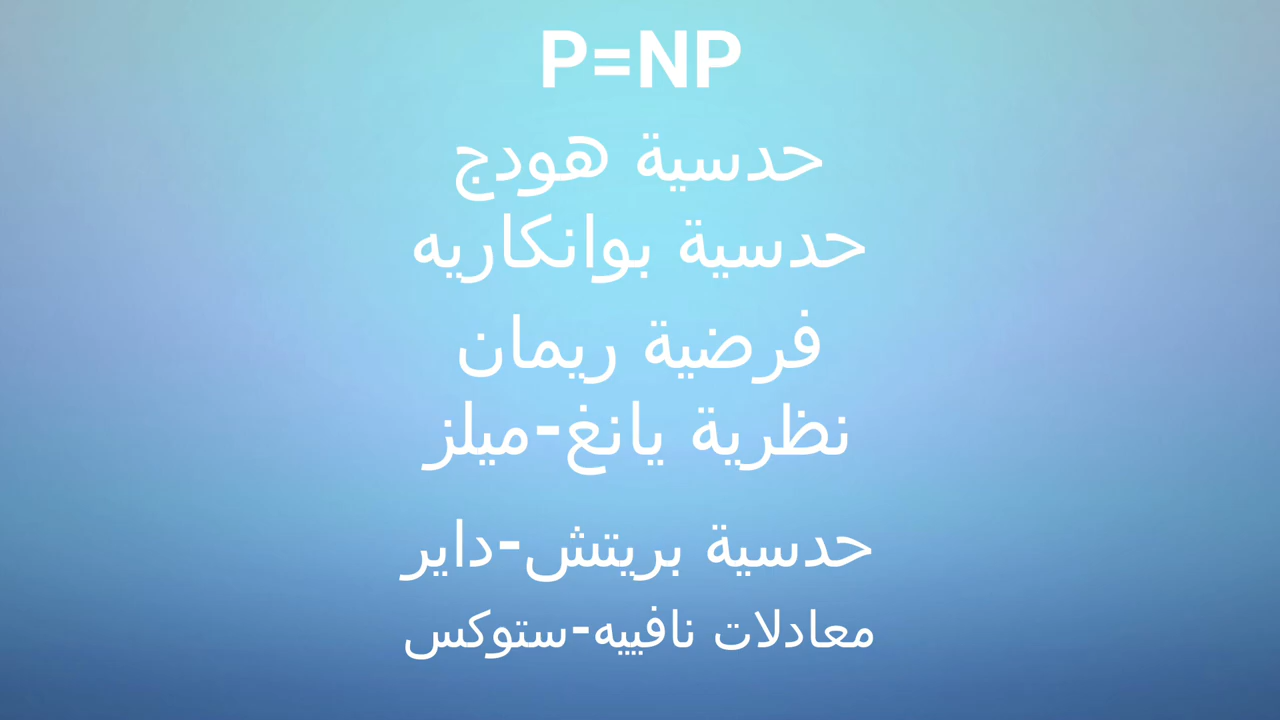 P=NP
حدسية هودج
حدسية بوانكاريه
فرضية ريمان
نظرية يانغ-ميلز
حدسية بريتش-داير
معادلات نافييه-ستوكس